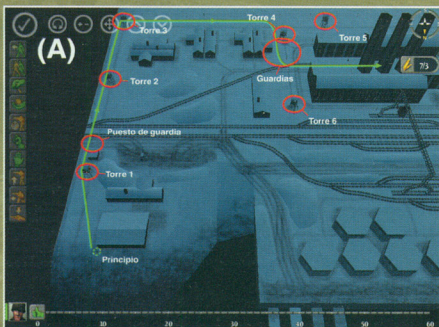 (A)
Torre 3
Torre 4
Torre 5
7/3
Guardias
Torre 2
Torre 6
Puesto de guardia
Torre 1
Principio
0 10 20 30 40 50 60